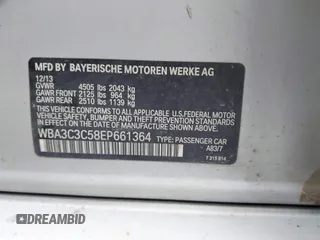 MFD BY BAYERISCHE MOTOREN WERKE AG
12/13
GVWR 4505 lbs 2043 kg
GAWR FRONT 2125 lbs 964 kg
GAWR REAR 2510 lbs 1139 kg
THIS VEHICLE CONFORMS TO ALL APPLICABLE
FEDERAL MOTOR VEHICLE SAFETY, BUMPER, AND
THEFT PREVENTION STANDARDS IN EFFECT ON
THE DATE OF MANUFACTURE SHOWN ABOVE.
WBA3C3C58EP661364 TYPE: PASSENGER CAR
A83/7
DREAMBID